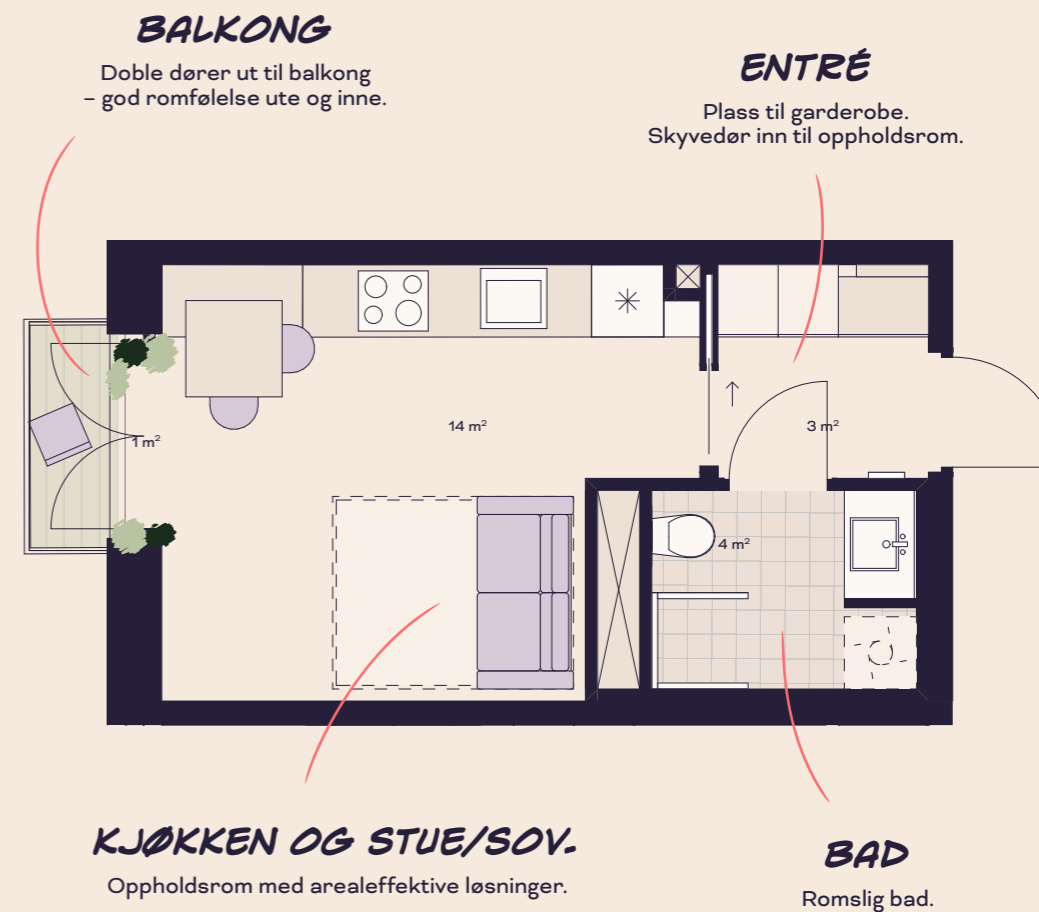 BALKONG
Doble dører ut til balkong
– god romfølelse ute og inne.
ENTRÉ
Plass til garderobe.
Skyvedør inn til oppholdsrom.
1 m²
14 m²
3 m²
4 m²
KJØKKEN OG STUE/SOV.
Oppholdsrom med arealeffektive løsninger.
BAD
Romslig bad.